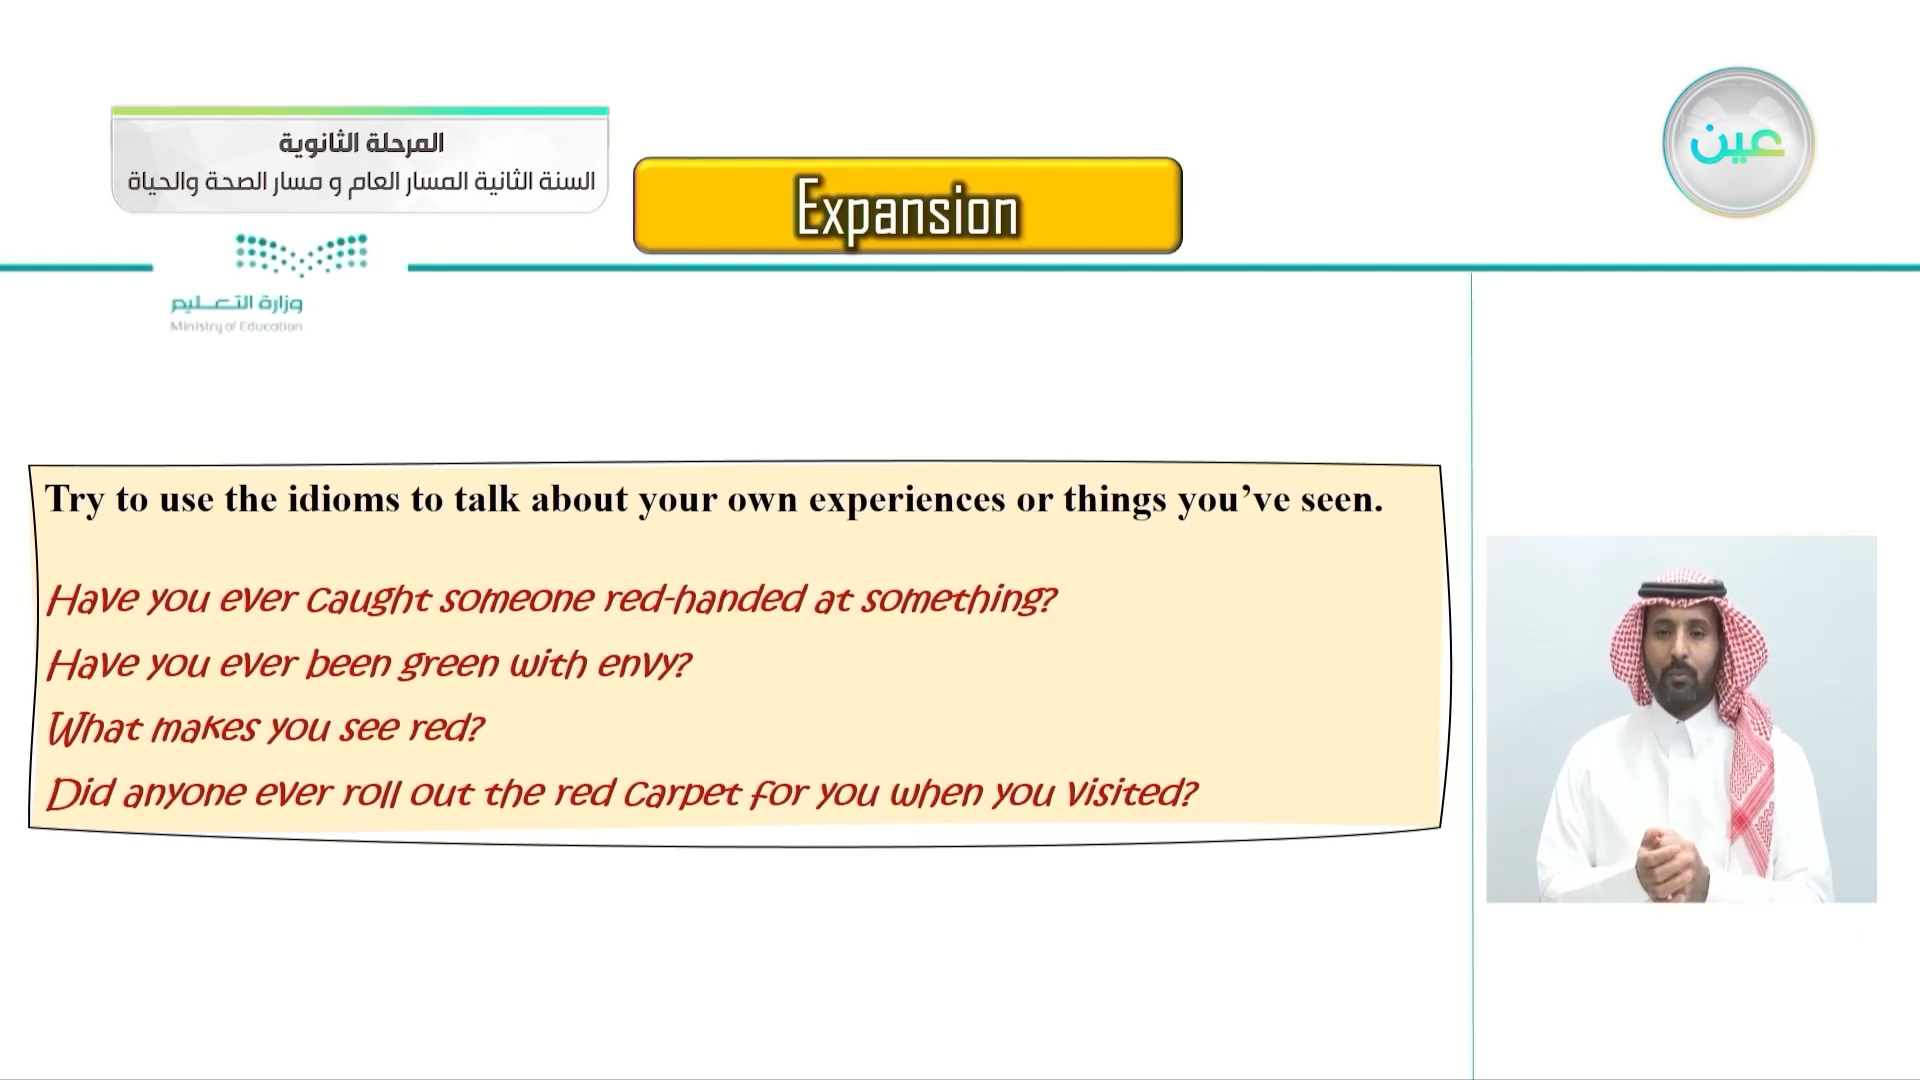 المرحلة الثانوية
السنة الثانية المسار العام و مسار الصحة والحياة
عين
Expansion
وزارة التعليم
Ministry of Education
Try to use the idioms to talk about your own experiences or things you’ve seen.
Have you ever caught someone red-handed at something?
Have you ever been green with envy?
What makes you see red?
Did anyone ever roll out the red carpet for you when you visited?